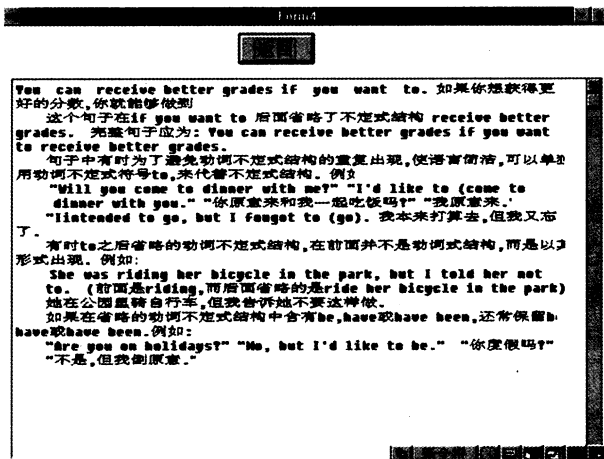 Form4
返回
You can receive better grades if you want to. 如果你想获得更
好的分数,你就能够做到
这个句子在if you want to 后面省略了不定式结构 receive better
grades. 完整句子应为: You can receive better grades if you want
to receive better grades.
句子中有时为了避免动词不定式结构的重复出现,使语言简洁,可以单独
用动词不定式符号to,来代替不定式结构. 例如
"Will you come to dinner with me?" "I'd like to (come to
dinner with you." "你愿意来和我一起吃饭吗?" "我愿意来.'
"Iintended to go, but I fongot to (go). 我本来打算去,但我又忘
了.
有时to之后省略的动词不定式结构,在前面并不是动词式结构,而是以
形式出现. 例如:
She was riding her bicycle in the park, but I told her not
to. (前面是riding,而后面省略的是ride her bicycle in the park)
她在公园里骑自行车,但我告诉她不要这样做.
如果在省略的动词不定式结构中含有be,have或have been,还常保留b
have或have been.例如:
"Are you on holidays?" "No, but I'd like to be." "你度假吗?"
"不是,但我倒愿意."